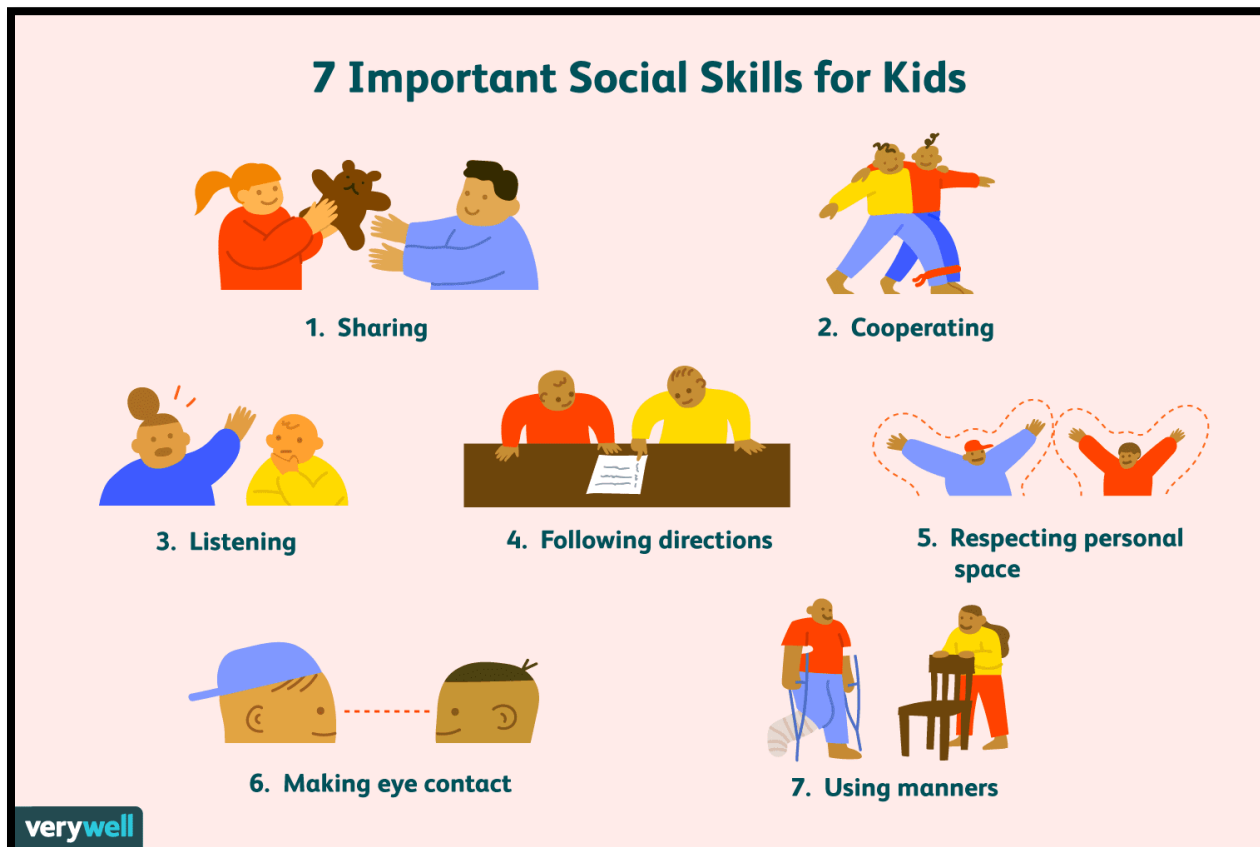 7 Important Social Skills for Kids
1. Sharing
2. Cooperating
3. Listening
4. Following directions
5. Respecting personal
space
6. Making eye contact
7. Using manners
verywell